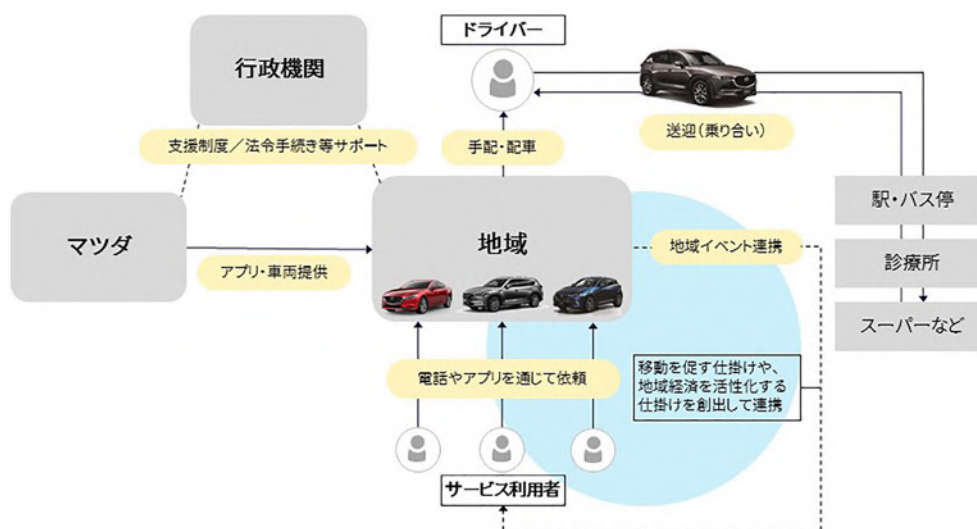 ドライバー
行政機関
送迎（乗り合い）
支援制度／法令手続き等サポート
手配・配車
駅・バス停
マツダ
地域
地域イベント連携
診療所
アプリ・車両提供
スーパーなど
電話やアプリを通じて依頼
移動を促す仕掛けや、
地域経済を活性化する
仕掛けを創出して連携
サービス利用者